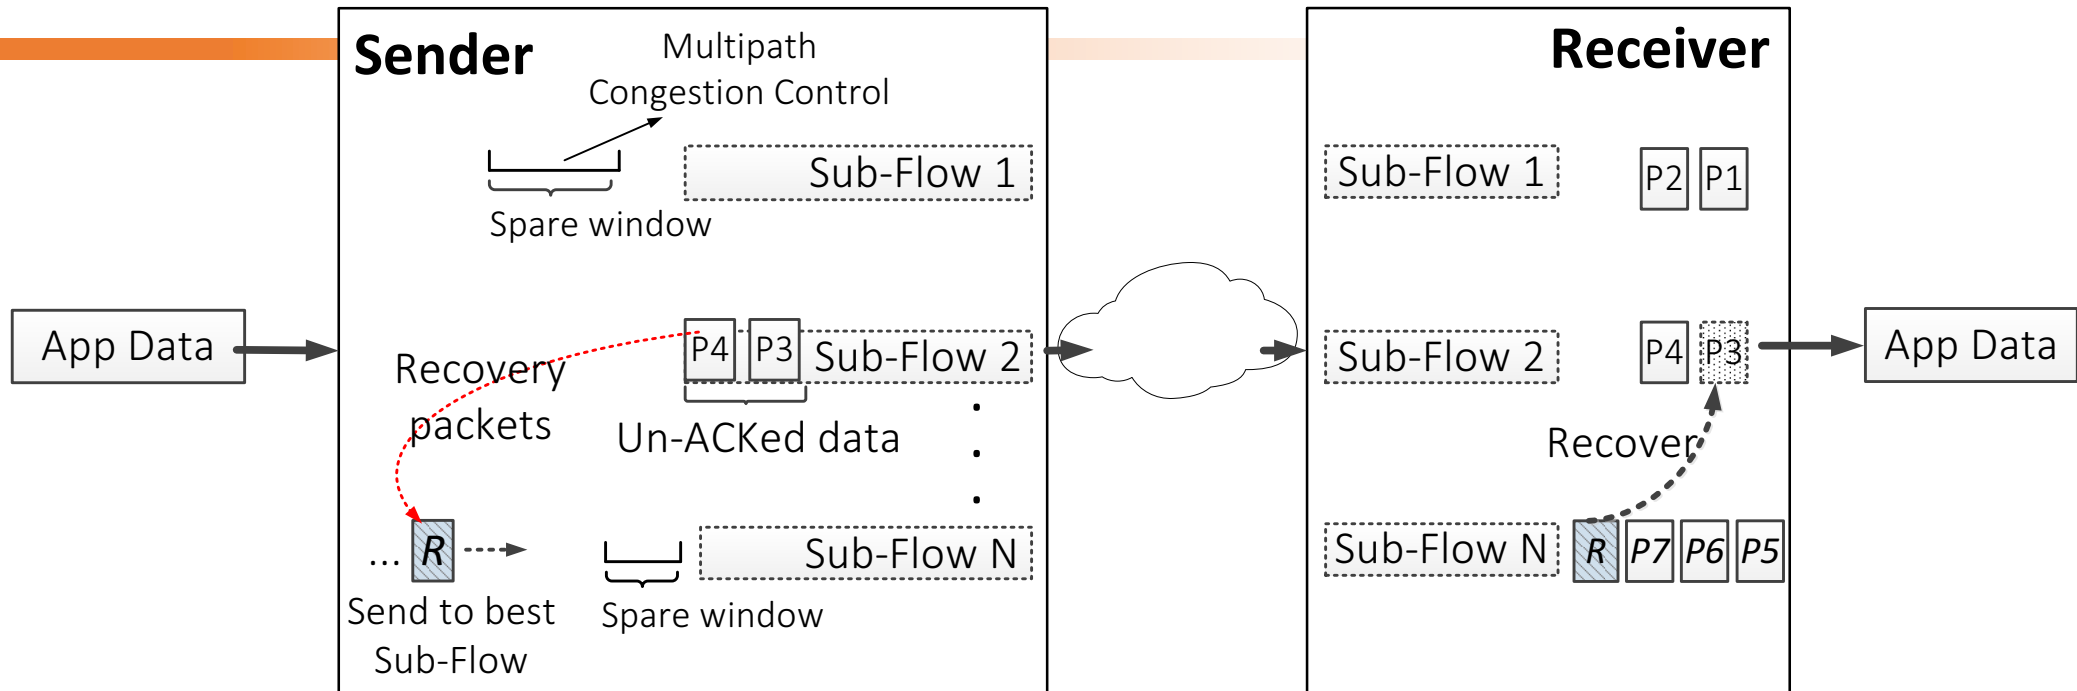 Sender
Multipath
Congestion Control
Sub-Flow 1
Spare window
App Data
Recovery
packets
P4 P3 Sub-Flow 2
Un-ACKed data
.
.
.
... R
Send to best
Sub-Flow
Sub-Flow N
Spare window
Receiver
Sub-Flow 1 P2 P1
Sub-Flow 2 P4 P3
Recover
Sub-Flow N R P7 P6 P5
App Data